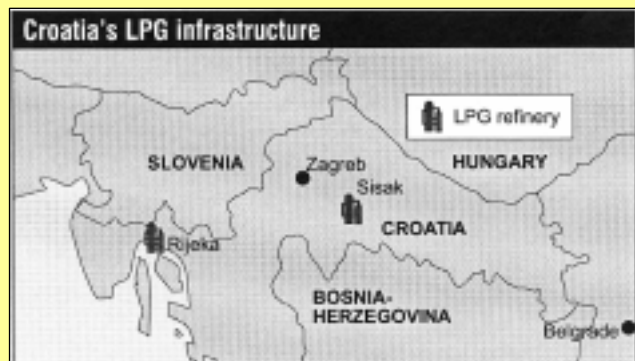 Croatia's LPG infrastructure
LPG refinery
SLOVENIA
HUNGARY
Zagreb
Sisak
CROATIA
Rijeka
BOSNIA-
HERZEGOVINA
Belgrade